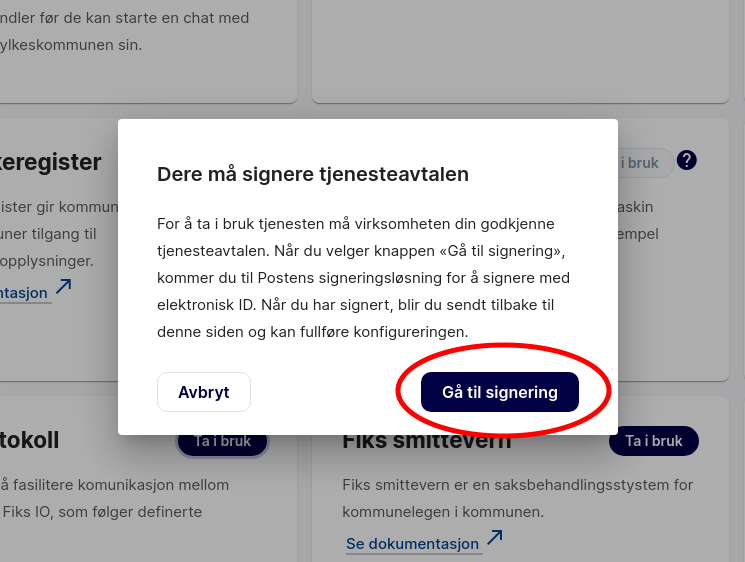 ndler før de kan starte en chat med
ylkeskommunen sin.
keregister
i bruk
?
ister gir kommun
uner tilgang til
opplysninger.
ntasjon
askin
empel
Dere må signere tjenesteavtalen
For å ta i bruk tjenesten må virksomheten din godkjenne
tjenesteavtalen. Når du velger knappen «Gå til signering»,
kommer du til Postens signeringsløsning for å signere med
elektronisk ID. Når du har signert, blir du sendt tilbake til
denne siden og kan fullføre konfigureringen.
Avbryt
Gå til signering
tokoll
Ta i bruk
å fasilitere komunikasjon mellom
Fiks IO, som følger definerte
Fiks smittevern
Ta i bruk
Fiks smittevern er en saksbehandlingssystem for
kommunelegen i kommunen.
Se dokumentasjon